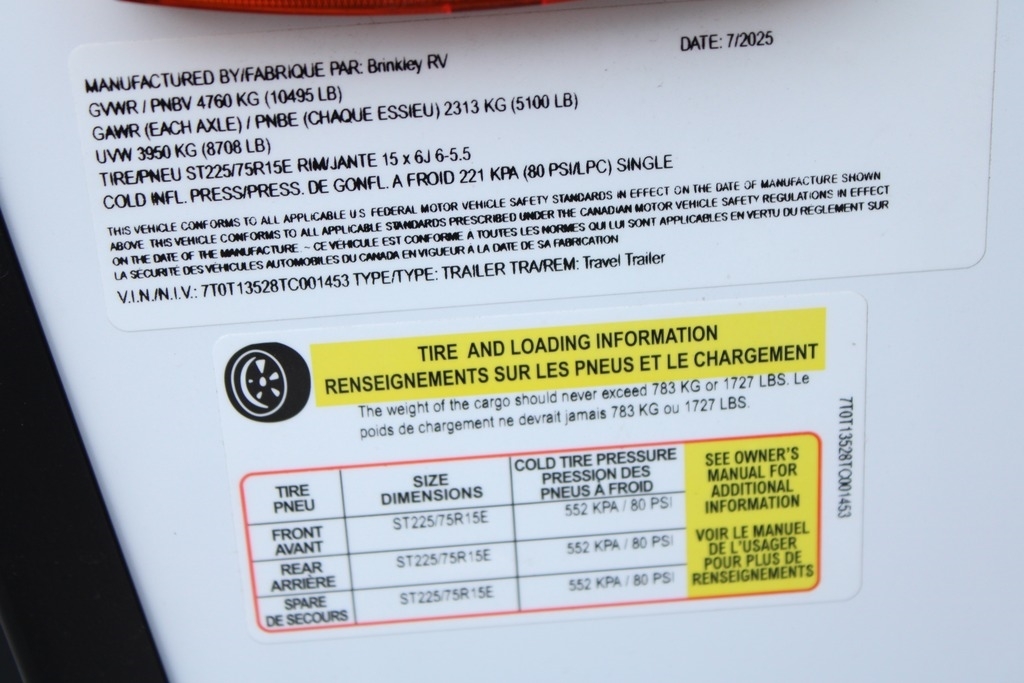 DATE: 7/2025
MANUFACTURED BY/FABRIQUE PAR: Brinkley RV
GVWR / PNBV 4760 KG (10495 LB)
GAWR (EACH AXLE) / PNBE (CHAQUE ESSIEU) 2313 KG (5100 LB)
UVW 3950 KG (8708 LB)
TIRE/PNEU ST225/75R15E RIM/JANTE 15 x 6J 6-5.5
COLD INFL. PRESS/PRESS. DE GONFL. A FROID 221 KPA (80 PSI/LPC) SINGLE
THIS VEHICLE CONFORMS TO ALL APPLICABLE U S FEDERAL MOTOR VEHICLE SAFETY STANDARDS IN EFFECT ON THE DATE OF MANUFACTURE SHOWN
ABOVE THIS VEHICLE CONFORMS TO ALL APPLICABLE STANDARDS PRESCRIBED UNDER THE CANADIAN MOTOR VEHICLE SAFETY REGULATIONS IN EFFECT
ON THE DATE OF THE MANUFACTURE. ~ CE VEHICULE EST CONFORME À TOUTES LES NORMES QUI LUI SONT APPLICABLES EN VERTU DU REGLEMENT SUR
LA SECURITÉ DES VEHICULES AUTOMOBILES DU CANADA EN VIGUEUR À LA DATE DE SA FABRICATION
V.I.N./N.I.V.: 7T0T13528TC001453 TYPE/TYPE: TRAILER TRA/REM: Travel Trailer
TIRE AND LOADING INFORMATION
RENSEIGNEMENTS SUR LES PNEUS ET LE CHARGEMENT
The weight of the cargo should never exceed 783 KG or 1727 LBS. Le
poids de chargement ne devrait jamais 783 KG ou 1727 LBS.
TIRE
PNEU
SIZE
DIMENSIONS
COLD TIRE PRESSURE
PRESSION DES
PNEUS À FROID
FRONT
AVANT
ST225/75R15E
552 KPA / 80 PSI
REAR
ARRIÈRE
ST225/75R15E
552 KPA / 80 PSI
SPARE
DE SECOURS
ST225/75R15E
552 KPA / 80 PSI
SEE OWNER'S
MANUAL FOR
ADDITIONAL
INFORMATION
VOIR LE MANUEL
DE L'USAGER
POUR PLUS DE
RENSEIGNEMENTS
7T0T13528TC001453